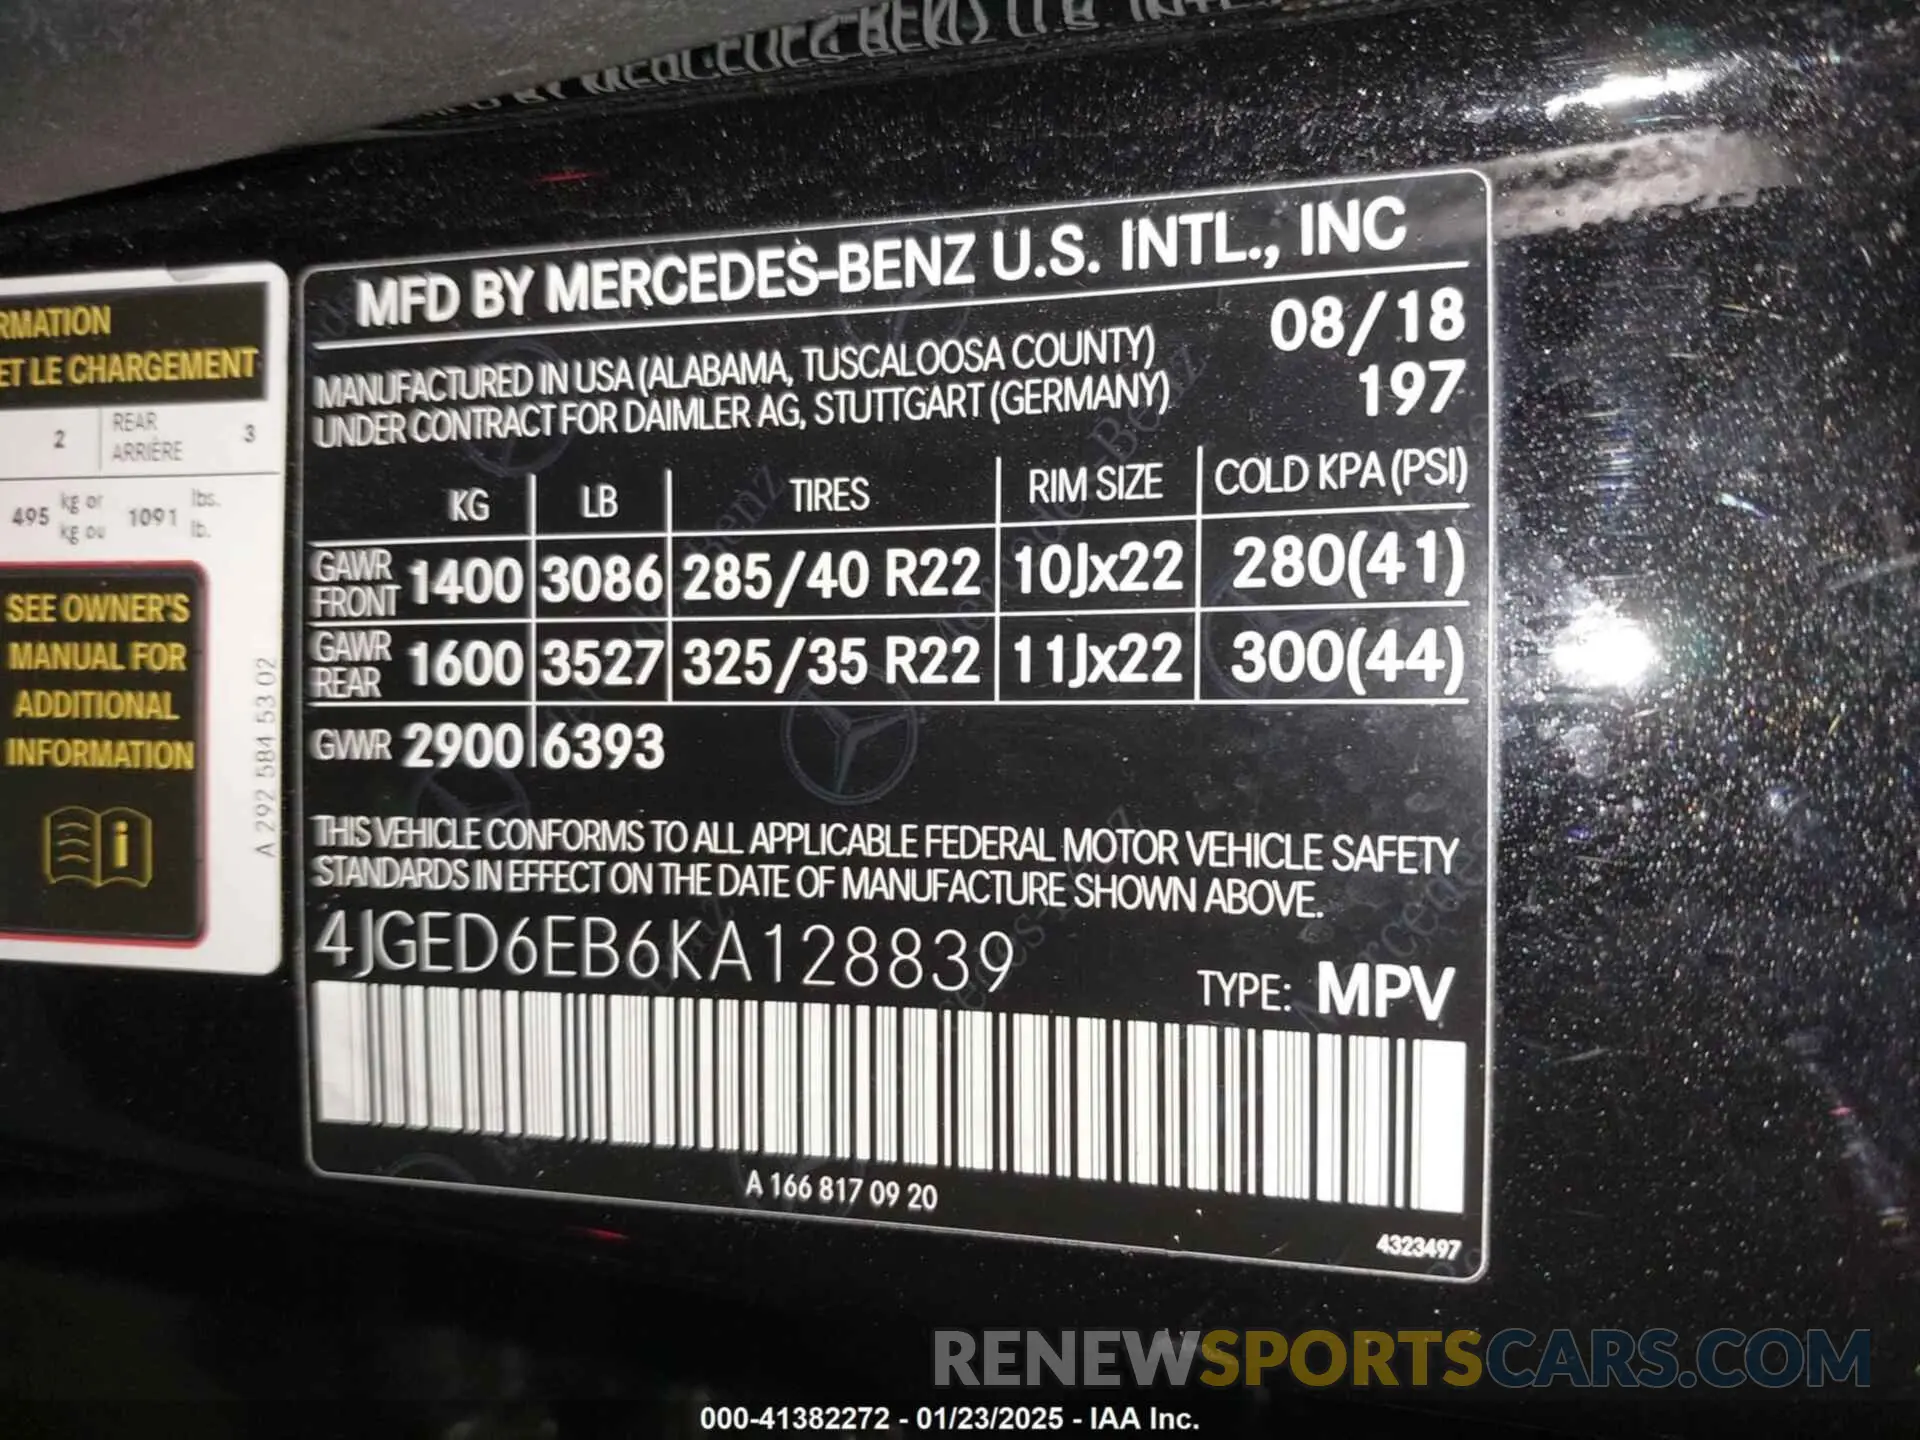 MFD BY MERCEDES-BENZ U.S. INTL., INC
08/18
MANUFACTURED IN USA (ALABAMA, TUSCALOOSA COUNTY)
UNDER CONTRACT FOR DAIMLER AG, STUTTGART (GERMANY)
197
KG LB TIRES RIM SIZE COLD KPA (PSI)
GAWR FRONT 1400 3086 285/40 R22 10Jx22 280(41)
GAWR REAR 1600 3527 325/35 R22 11Jx22 300(44)
GVWR 2900 6393
THIS VEHICLE CONFORMS TO ALL APPLICABLE FEDERAL MOTOR VEHICLE SAFETY
STANDARDS IN EFFECT ON THE DATE OF MANUFACTURE SHOWN ABOVE.
4JGED6EB6KA128839
TYPE: MPV
A 166 817 09 20
4323497
ET LE CHARGEMENT
2 REAR 3
ARRIÈRE
495 kg or 1091 lbs.
kg ou lb.
SEE OWNER'S
MANUAL FOR
ADDITIONAL
INFORMATION
A 292 584 53 02
RENEWSPORTSCARS.COM
000-41382272 - 01/23/2025 - IAA Inc.